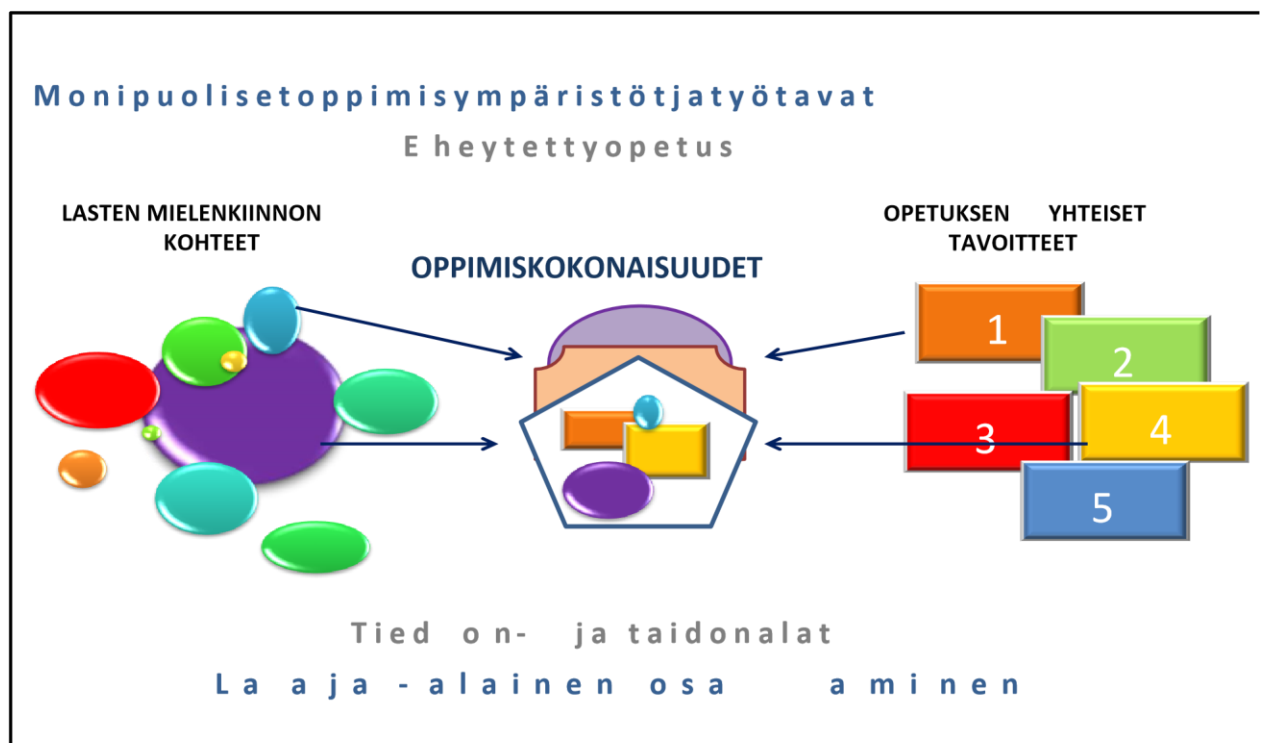 Monipuolisetoppimisympäristötjatyötavat
Eheytettyopetus
LASTEN MIELENKIINNON
KOHTEET
OPPIMISKOKONAISUUDET
OPETUKSEN YHTEISET
TAVOITTEET
1
2
3
4
5
Tied on- ja taidonalat
La aja -alainen osa aminen